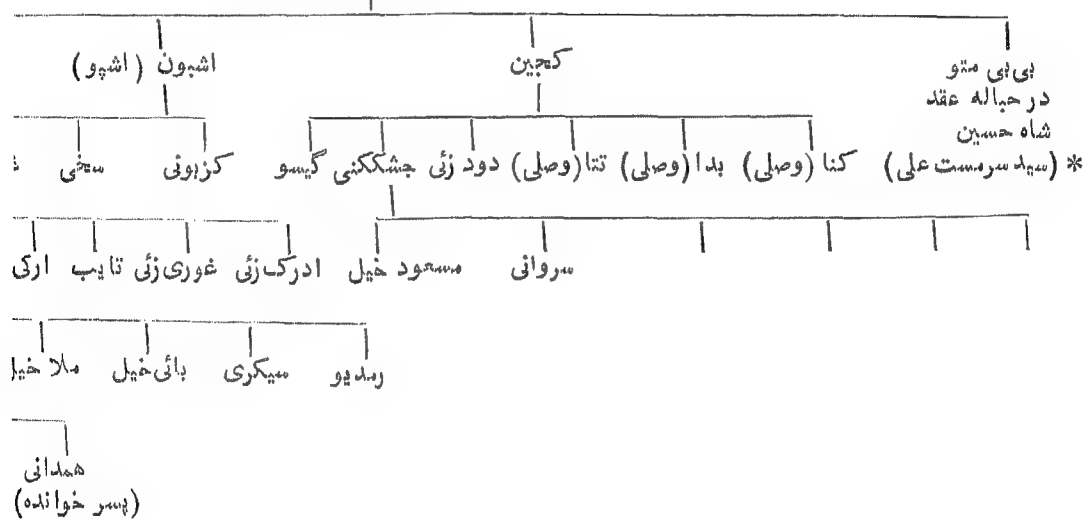 بی‌بی متو    کجین    اشبون (اشپو)
در حباله عقد
شاه حسین
* (سید سرمست علی)    کنا (وصلی)    بدا (وصلی)    تتا (وصلی)    دود زئی    جشککنی    گیسو    کزبونی    سخی
سروانی    مسعود خیل    ادرک‌زئی    غوری‌زئی    تایب    ارکی
رمدیو    سیکری    بائی‌خیل    ملا خیل
همدانی
(پسر خوانده)